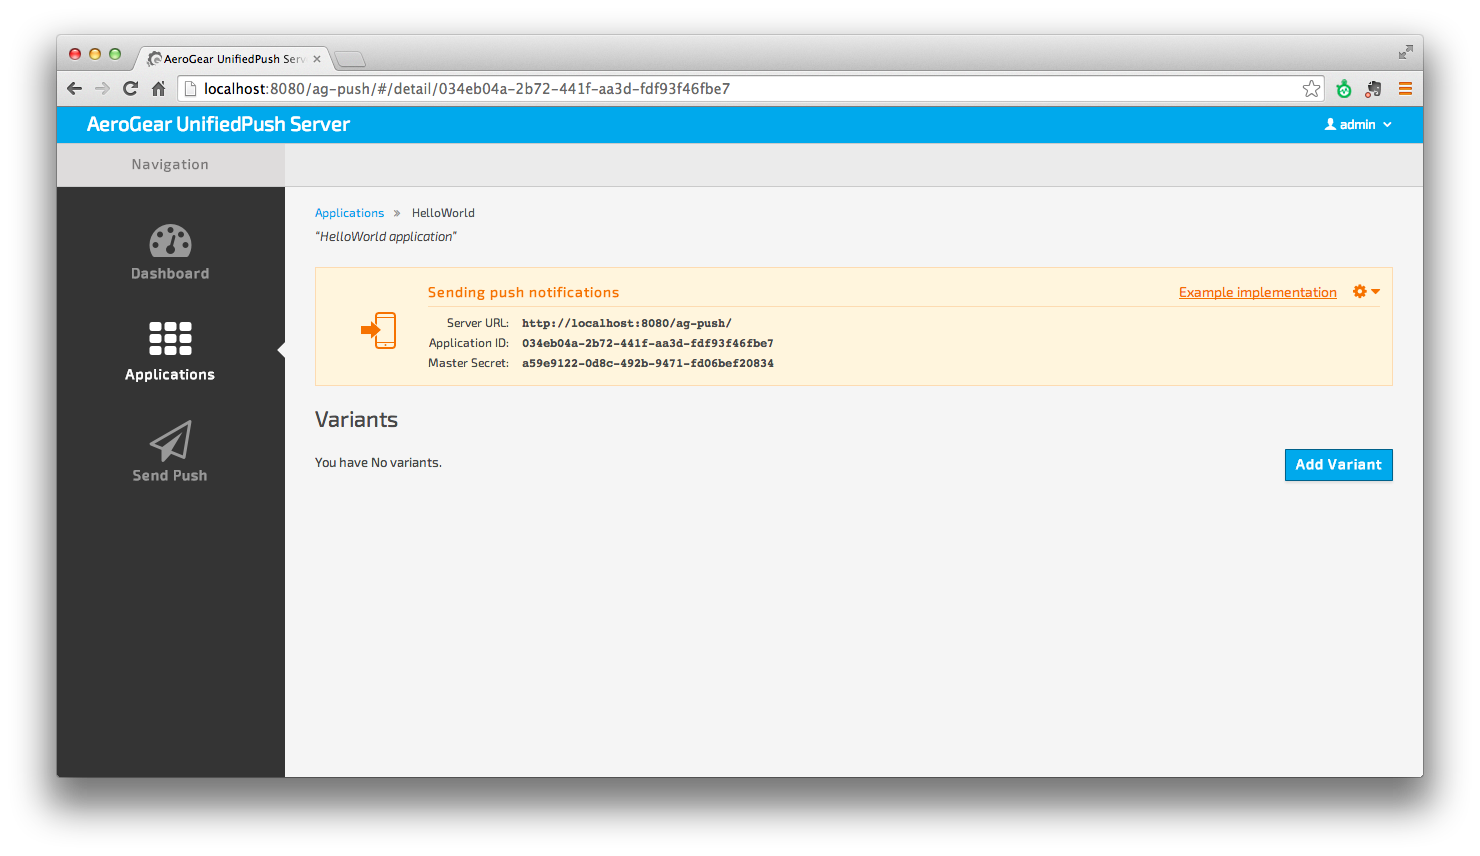 AeroGear UnifiedPush Serv
localhost:8080/ag-push/#/detail/034eb04a-2b72-441f-aa3d-fdf93f46fbe7
AeroGear UnifiedPush Server
admin
Navigation
Dashboard
Applications
Send Push
Applications » HelloWorld
"HelloWorld application"
Sending push notifications
Example implementation
Server URL: http://localhost:8080/ag-push/
Application ID: 034eb04a-2b72-441f-aa3d-fdf93f46fbe7
Master Secret: a59e9122-0d8c-492b-9471-fd06bef20834
Variants
You have No variants.
Add Variant